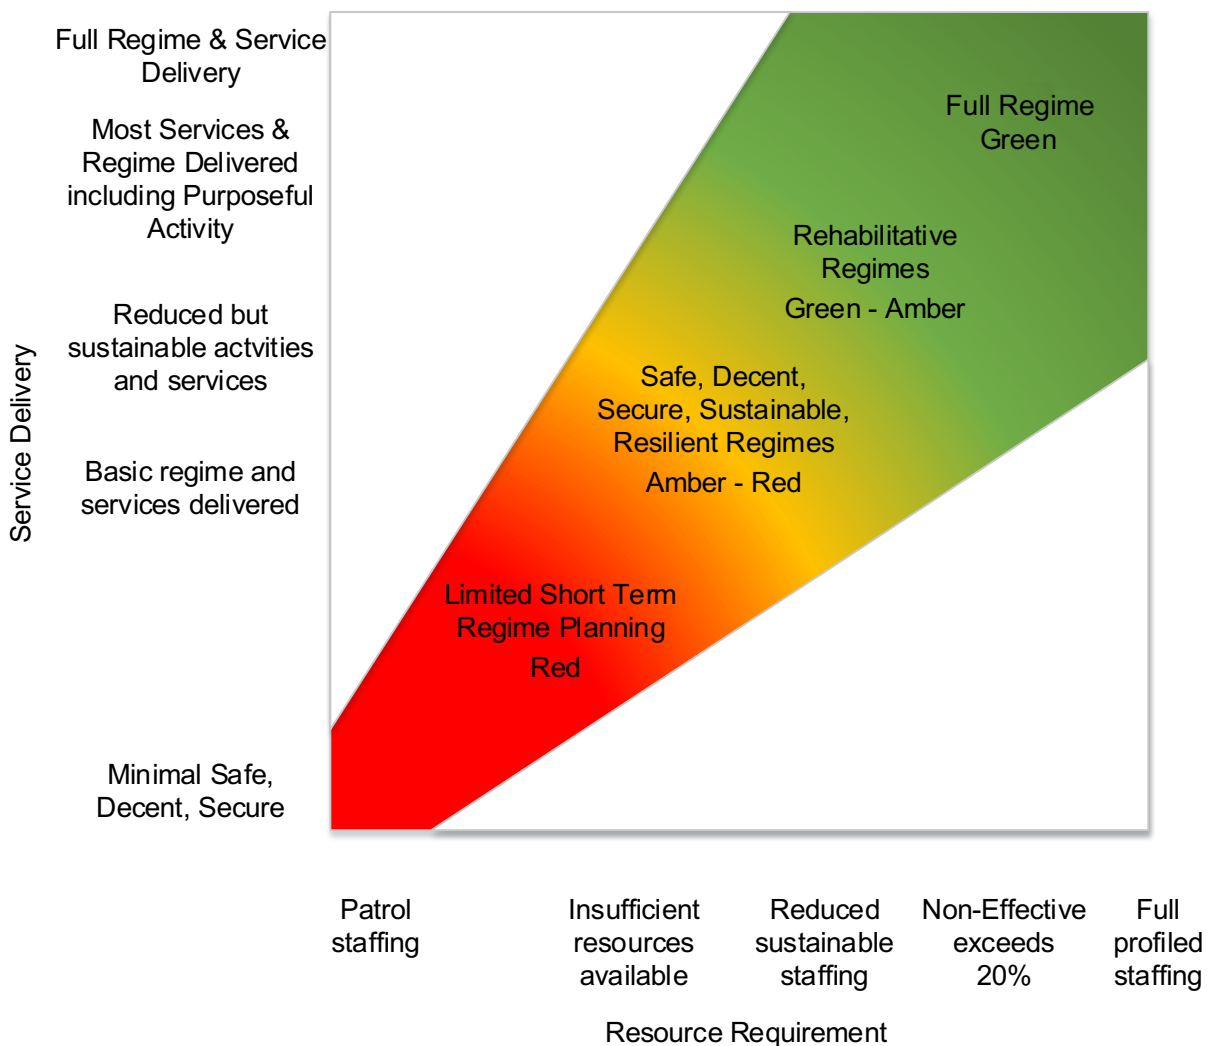 Full Regime & Service
Delivery
Most Services &
Regime Delivered
including Purposeful
Activity
Reduced but
sustainable actvities
and services
Basic regime and
services delivered
Minimal Safe,
Decent, Secure
Service Delivery
Full Regime
Green
Rehabilitative
Regimes
Green - Amber
Safe, Decent,
Secure, Sustainable,
Resilient Regimes
Amber - Red
Limited Short Term
Regime Planning
Red
Patrol
staffing
Insufficient
resources
available
Reduced
sustainable
staffing
Non-Effective
exceeds
20%
Full
profiled
staffing
Resource Requirement